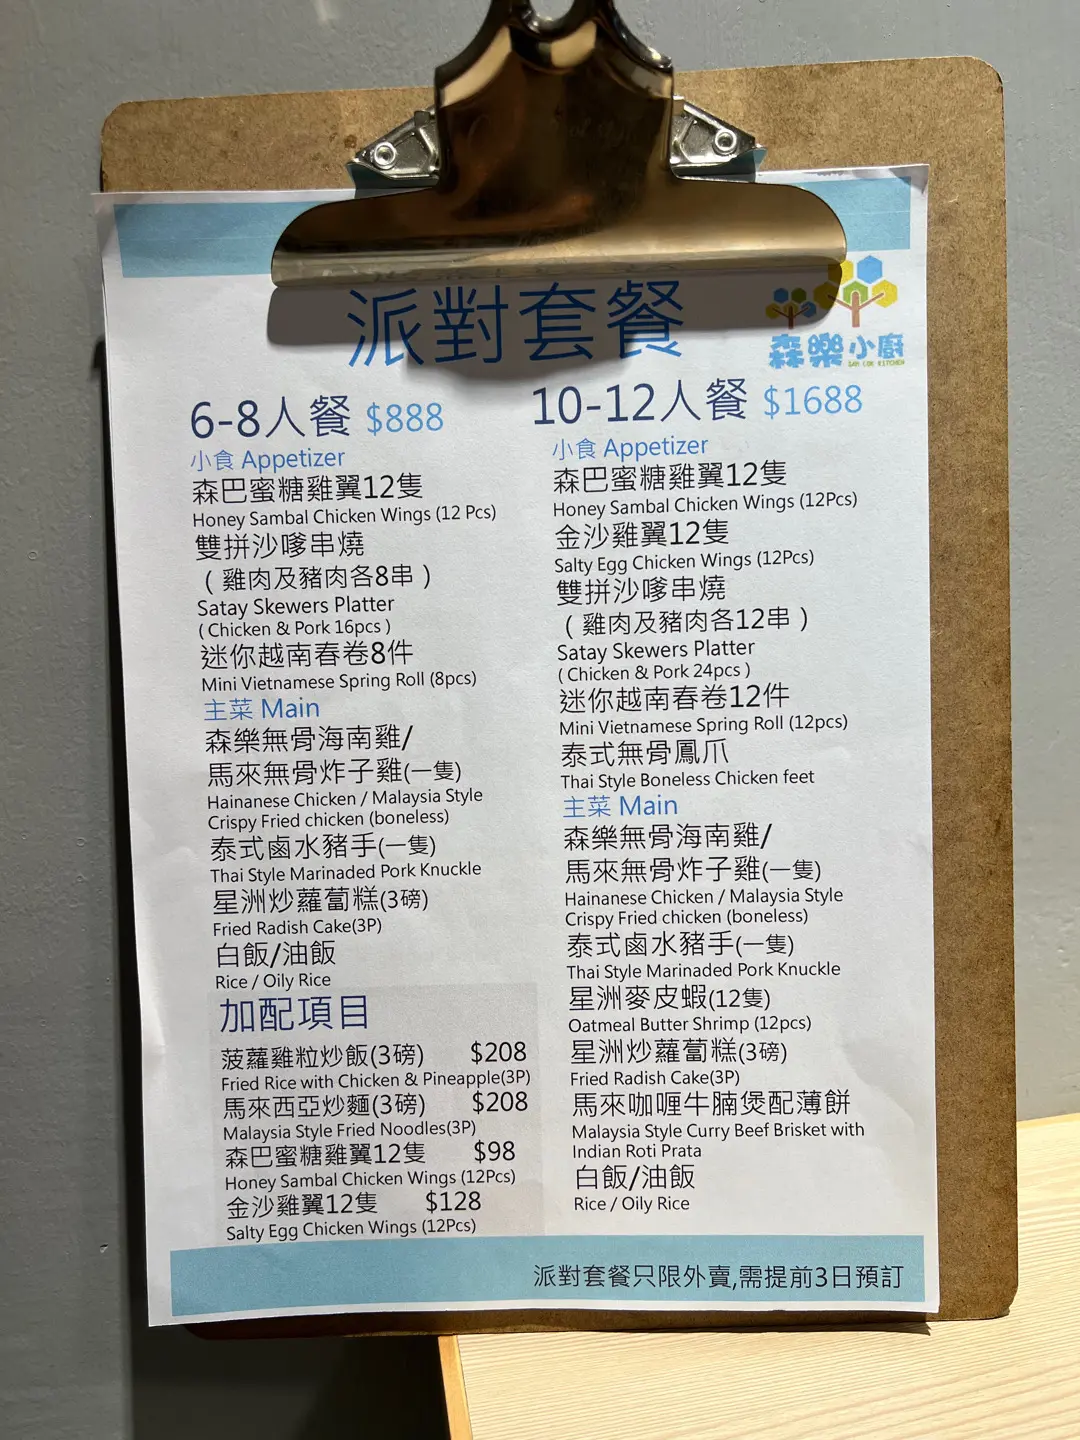 派對套餐
森樂小廚
SAM LOK KITCHEN
6-8人餐 $888
小食 Appetizer
森巴蜜糖雞翼12隻
Honey Sambal Chicken Wings (12 Pcs)
雙拼沙嗲串燒
（雞肉及豬肉各8串）
Satay Skewers Platter
(Chicken & Pork 16pcs)
迷你越南春卷8件
Mini Vietnamese Spring Roll (8pcs)
主菜 Main
森樂無骨海南雞/
馬來無骨炸子雞(一隻)
Hainanese Chicken / Malaysia Style
Crispy Fried chicken (boneless)
泰式鹵水豬手(一隻)
Thai Style Marinaded Pork Knuckle
星洲炒蘿蔔糕(3磅)
Fried Radish Cake(3P)
白飯/油飯
Rice / Oily Rice
加配項目
菠蘿雞粒炒飯(3磅) $208
Fried Rice with Chicken & Pineapple(3P)
馬來西亞炒麵(3磅) $208
Malaysia Style Fried Noodles(3P)
森巴蜜糖雞翼12隻 $98
Honey Sambal Chicken Wings (12Pcs)
金沙雞翼12隻 $128
Salty Egg Chicken Wings (12Pcs)
10-12人餐 $1688
小食 Appetizer
森巴蜜糖雞翼12隻
Honey Sambal Chicken Wings (12Pcs)
金沙雞翼12隻
Salty Egg Chicken Wings (12Pcs)
雙拼沙嗲串燒
（雞肉及豬肉各12串）
Satay Skewers Platter
(Chicken & Pork 24pcs)
迷你越南春卷12件
Mini Vietnamese Spring Roll (12pcs)
泰式無骨鳳爪
Thai Style Boneless Chicken feet
主菜 Main
森樂無骨海南雞/
馬來無骨炸子雞(一隻)
Hainanese Chicken / Malaysia Style
Crispy Fried chicken (boneless)
泰式鹵水豬手(一隻)
Thai Style Marinaded Pork Knuckle
星洲麥皮蝦(12隻)
Oatmeal Butter Shrimp (12pcs)
星洲炒蘿蔔糕(3磅)
Fried Radish Cake(3P)
馬來咖喱牛腩煲配薄餅
Malaysia Style Curry Beef Brisket with
Indian Roti Prata
白飯/油飯
Rice / Oily Rice
派對套餐只限外賣,需提前3日預訂